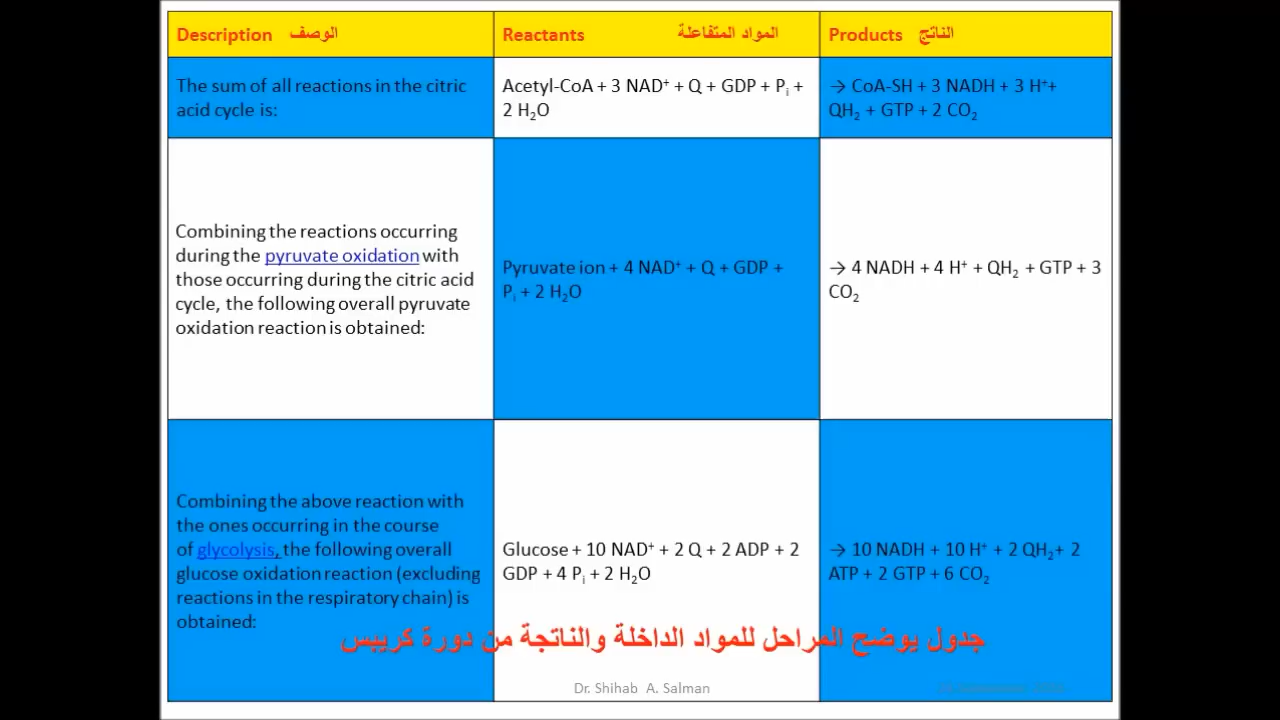 Description الوصف
Reactants المواد المتفاعلة
Products الناتج
The sum of all reactions in the citric
acid cycle is:
Acetyl-CoA + 3 NAD⁺ + Q + GDP + Pᵢ +
2 H₂O
→ CoA-SH + 3 NADH + 3 H⁺+
QH₂ + GTP + 2 CO₂
Combining the reactions occurring
during the pyruvate oxidation with
those occurring during the citric acid
cycle, the following overall pyruvate
oxidation reaction is obtained:
Pyruvate ion + 4 NAD⁺ + Q + GDP +
Pᵢ + 2 H₂O
→ 4 NADH + 4 H⁺ + QH₂ + GTP + 3
CO₂
Combining the above reaction with
the ones occurring in the course
of glycolysis, the following overall
glucose oxidation reaction (excluding
reactions in the respiratory chain) is
obtained:
Glucose + 10 NAD⁺ + 2 Q + 2 ADP + 2
GDP + 4 Pᵢ + 2 H₂O
→ 10 NADH + 10 H⁺ + 2 QH₂+ 2
ATP + 2 GTP + 6 CO₂
جدول يوضح المراحل للمواد الداخلة والناتجة من دورة كريبس
Dr. Shihab A. Salman